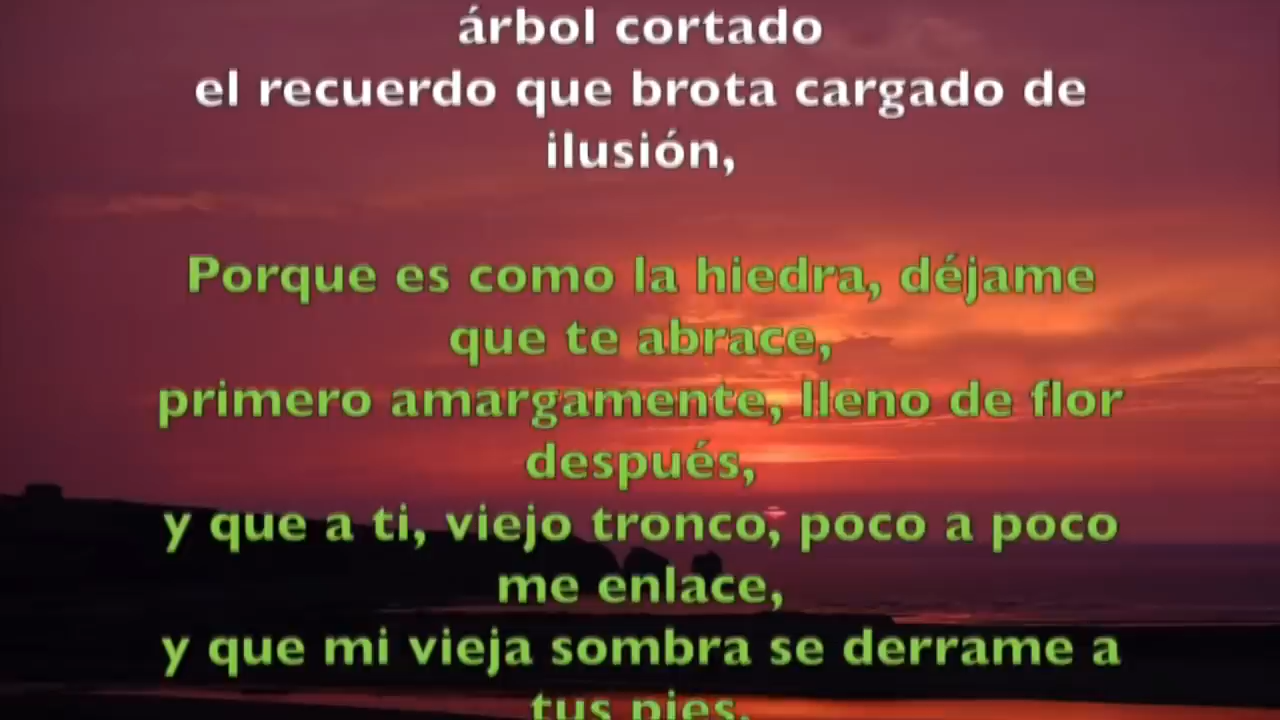 árbol cortado
el recuerdo que brota cargado de
ilusión,
Porque es como la hiedra, déjame
que te abrace,
primero amargamente, lleno de flor
después,
y que a ti, viejo tronco, poco a poco
me enlace,
y que mi vieja sombra se derrame a
tus pies.